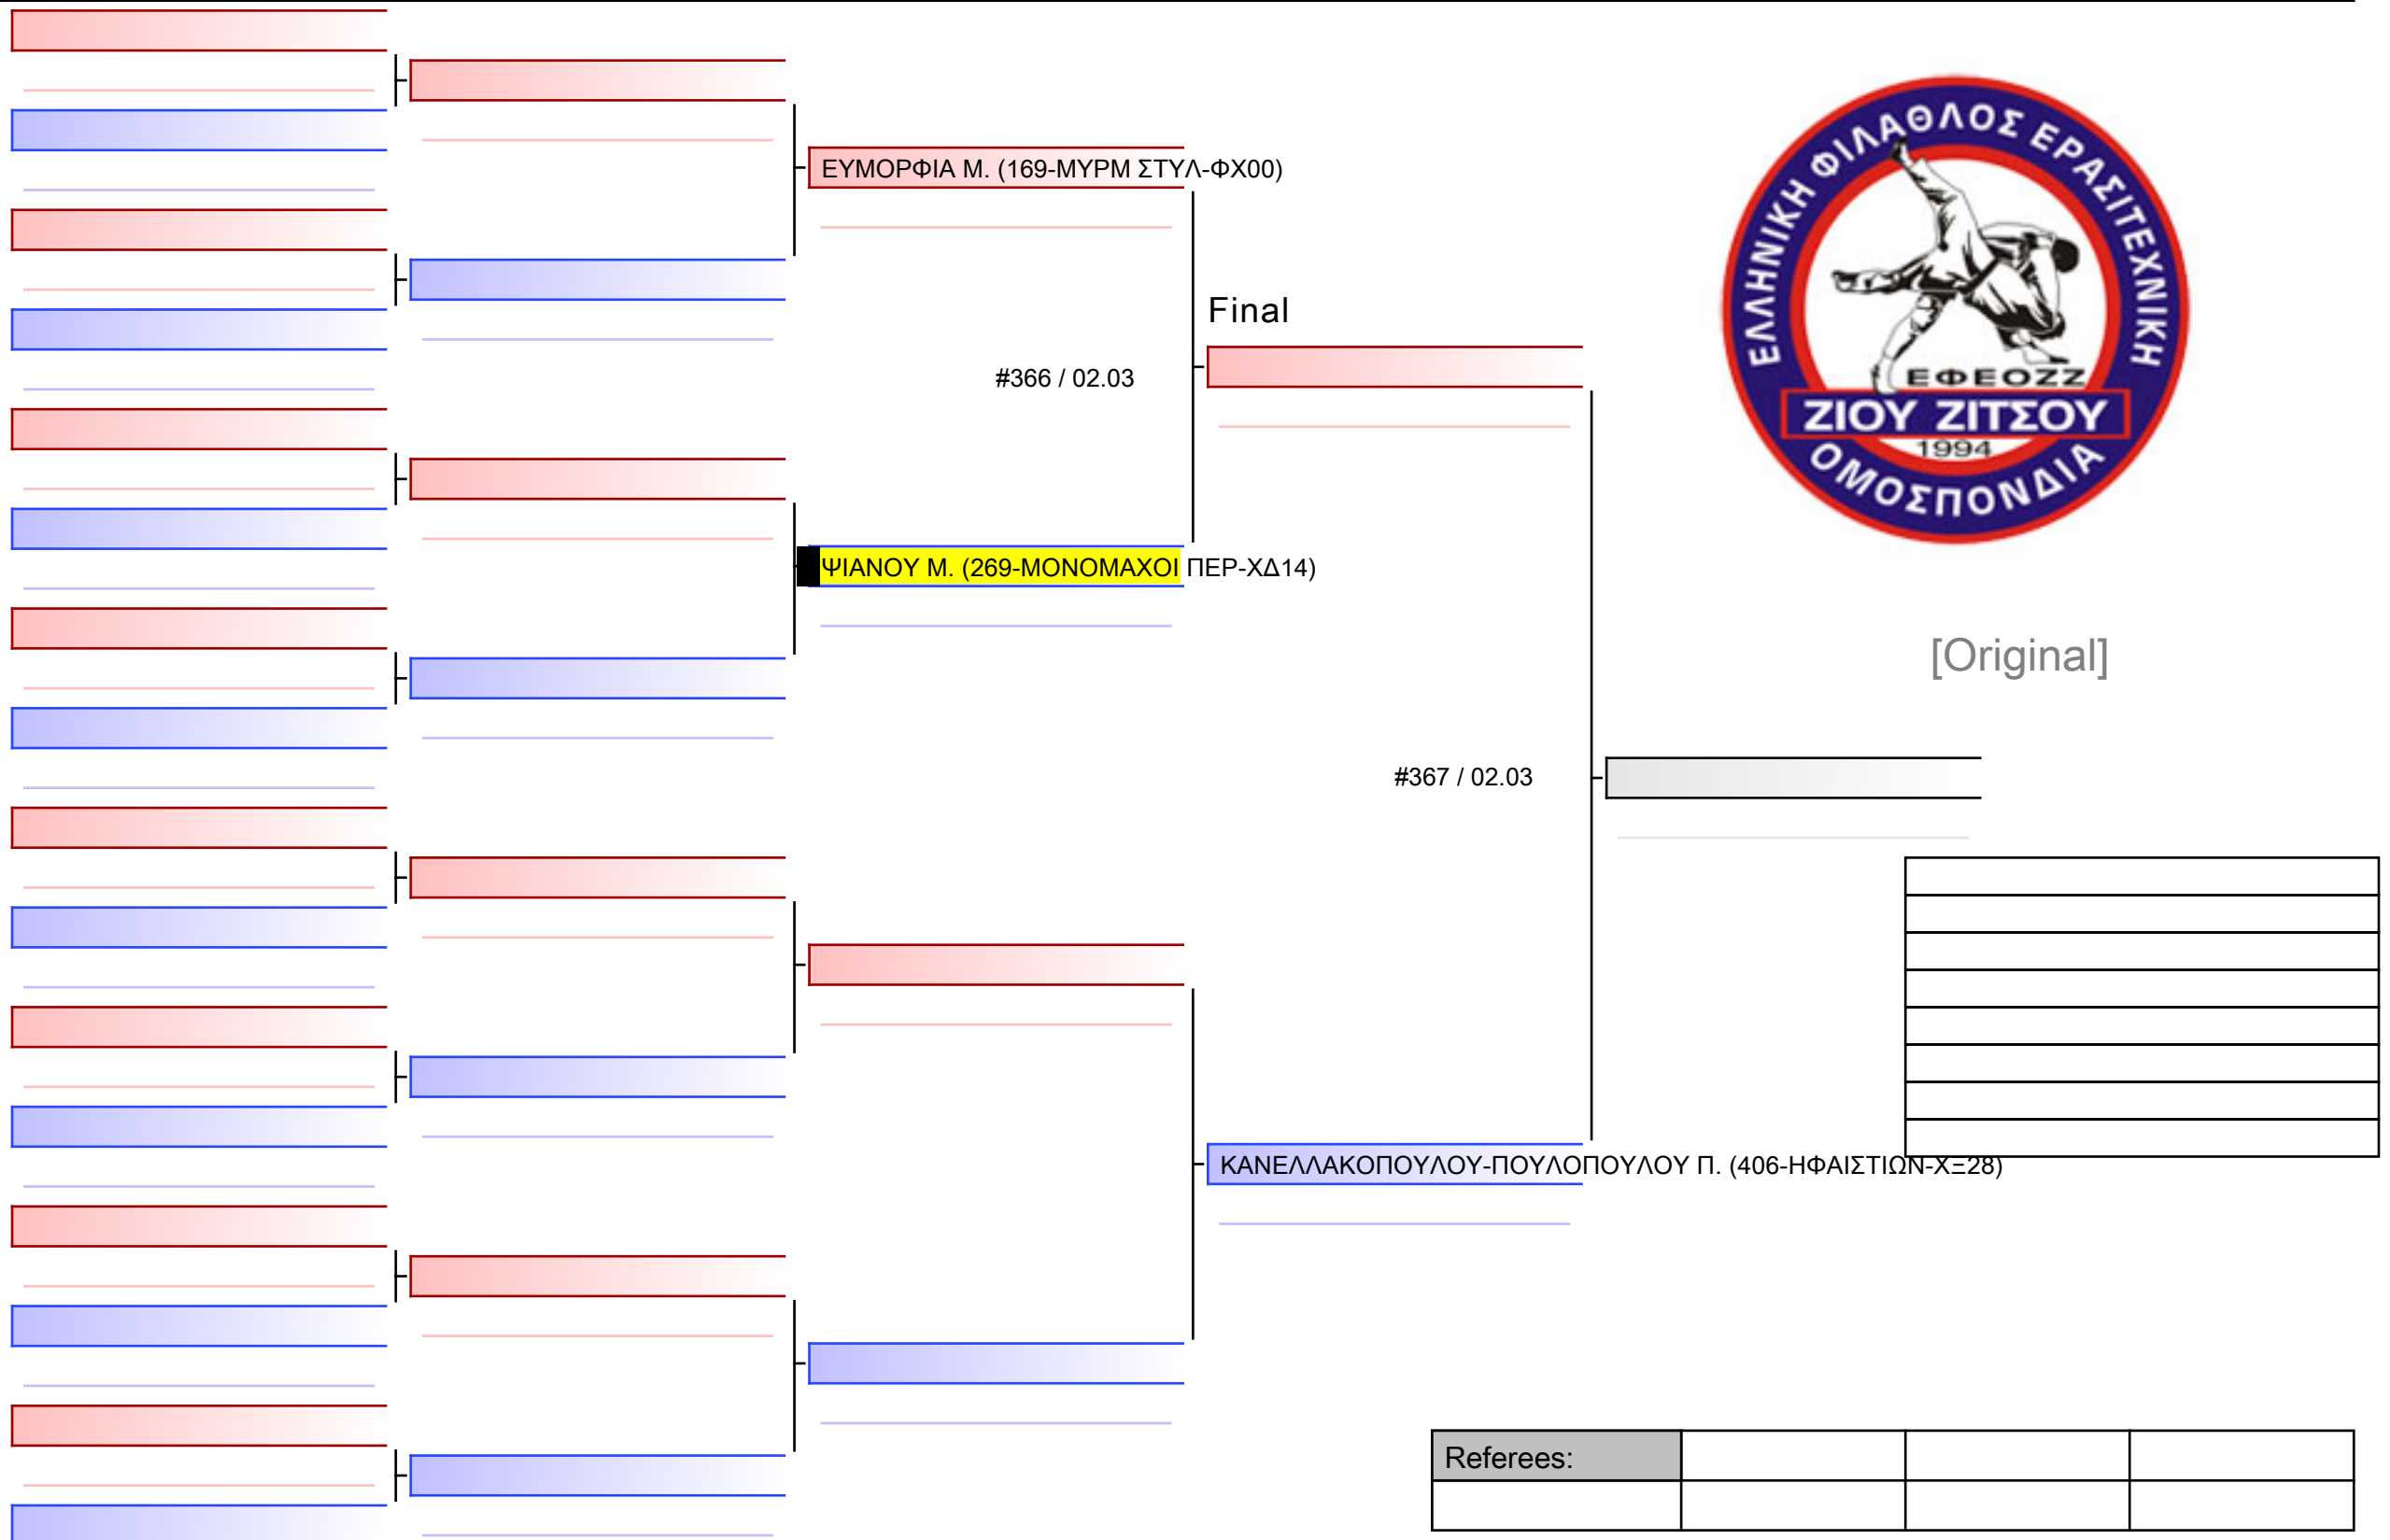 ΕΛΛΗΝΙΚΗ ΦΙΛΑΘΛΟΣ ΕΡΑΣΙΤΕΧΝΙΚΗ
ΕΥΜΟΡΦΙΑ Μ. (169-ΜΥΡΜ ΣΤΥΛ-ΦΧ00)
Final
#366 / 02.03
ΕΦΕΟΖΖ
ΖΙΟΥ ΖΙΤΣΟΥ
1994
ΟΜΟΣΠΟΝΔΙΑ
ΨΙΑΝΟΥ Μ. (269-ΜΟΝΟΜΑΧΟΙ ΠΕΡ-ΧΔ14)
[Original]
#367 / 02.03
ΚΑΝΕΛΛΑΚΟΠΟΥΛΟΥ-ΠΟΥΛΟΠΟΥΛΟΥ Π. (406-ΗΦΑΙΣΤΙΩΝ-ΧΞ28)
Referees: